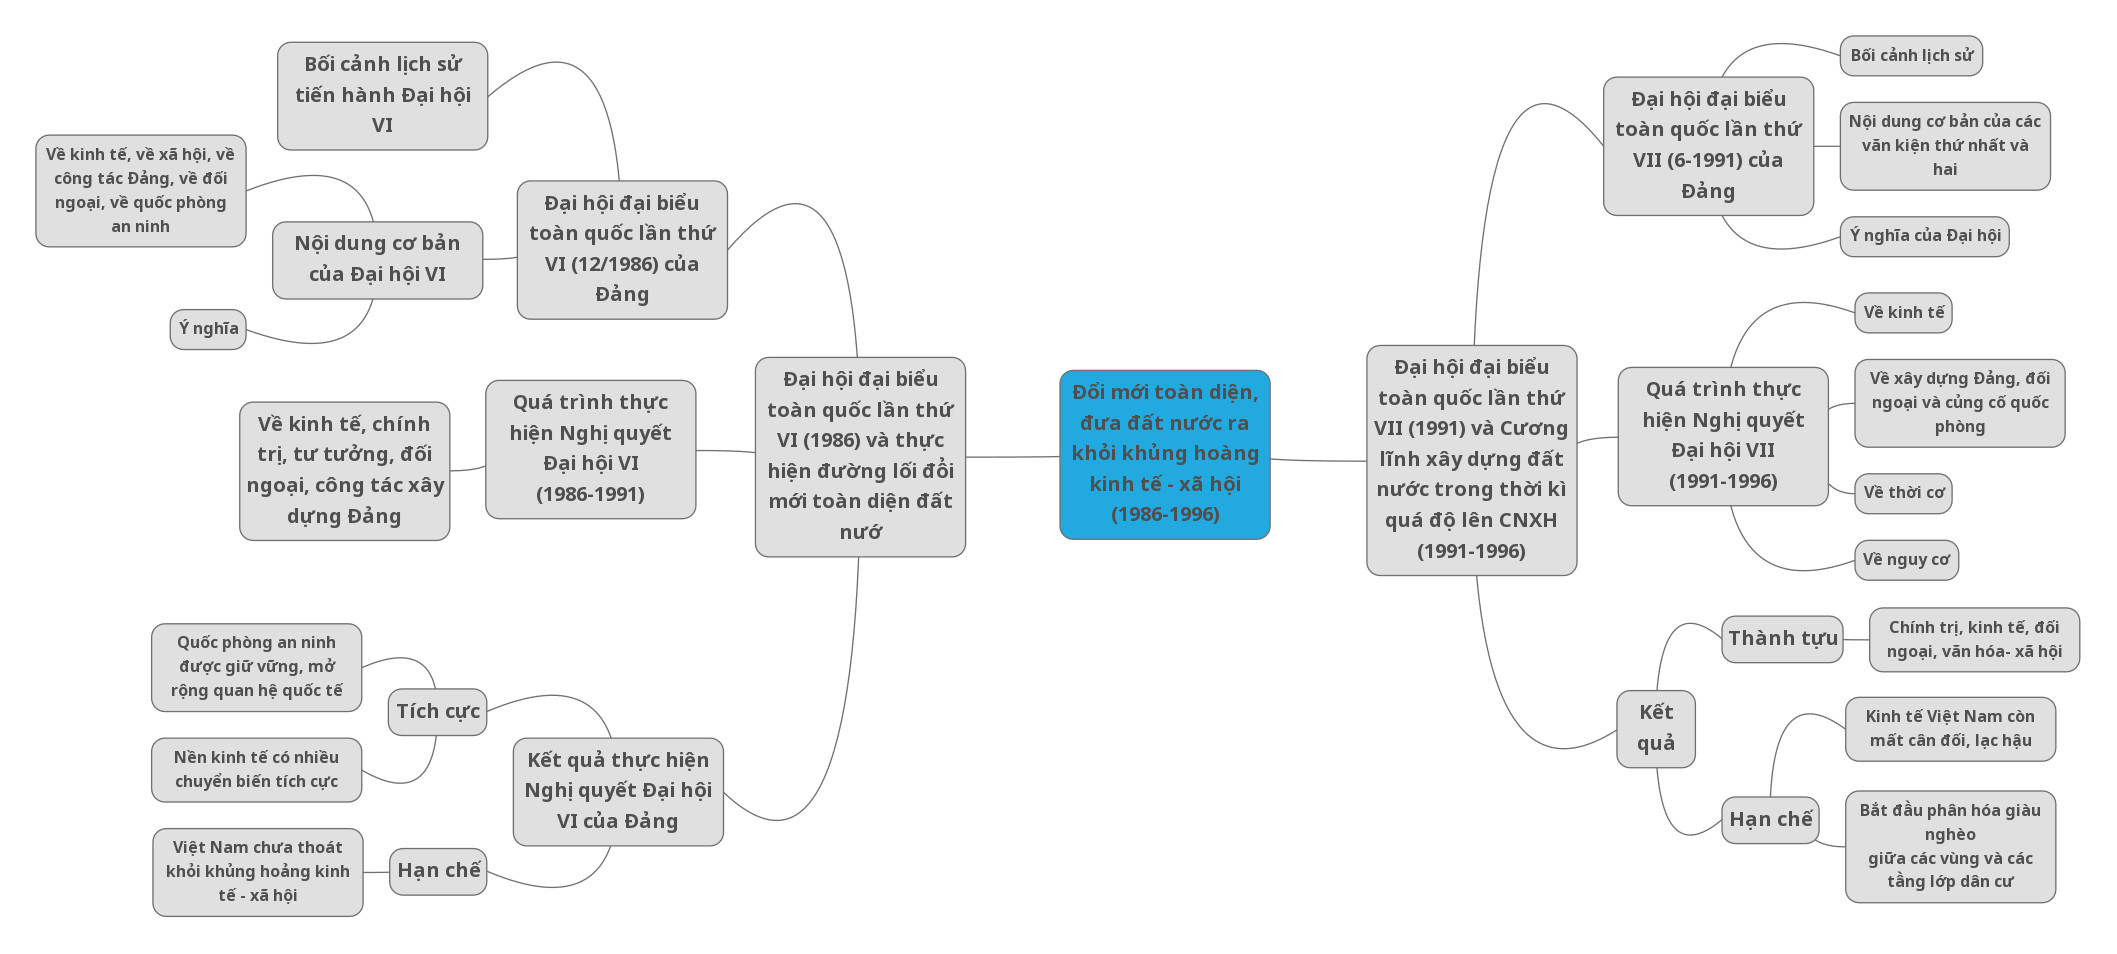 Đổi mới toàn diện,
đưa đất nước ra
khỏi khủng hoàng
kinh tế - xã hội
(1986-1996)
Đại hội đại biểu
toàn quốc lần thứ
VI (1986) và thực
hiện đường lối đổi
mới toàn diện đất
nướ
Đại hội đại biểu
toàn quốc lần thứ
VI (12/1986) của
Đảng
Bối cảnh lịch sử
tiến hành Đại hội
VI
Nội dung cơ bản
của Đại hội VI
Về kinh tế, về xã hội, về
công tác Đảng, về đối
ngoại, về quốc phòng
an ninh
Ý nghĩa
Quá trình thực
hiện Nghị quyết
Đại hội VI
(1986-1991)
Về kinh tế, chính
trị, tư tưởng, đối
ngoại, công tác xây
dựng Đảng
Kết quả thực hiện
Nghị quyết Đại hội
VI của Đảng
Tích cực
Quốc phòng an ninh
được giữ vững, mở
rộng quan hệ quốc tế
Nền kinh tế có nhiều
chuyển biến tích cực
Hạn chế
Việt Nam chưa thoát
khỏi khủng hoảng kinh
tế - xã hội
Đại hội đại biểu
toàn quốc lần thứ
VII (1991) và Cương
lĩnh xây dựng đất
nước trong thời kì
quá độ lên CNXH
(1991-1996)
Đại hội đại biểu
toàn quốc lần thứ
VII (6-1991) của
Đảng
Bối cảnh lịch sử
Nội dung cơ bản của các
văn kiện thứ nhất và
hai
Ý nghĩa của Đại hội
Quá trình thực
hiện Nghị quyết
Đại hội VII
(1991-1996)
Về kinh tế
Về xây dựng Đảng, đối
ngoại và củng cố quốc
phòng
Về thời cơ
Về nguy cơ
Kết
quả
Thành tựu
Chính trị, kinh tế, đối
ngoại, văn hóa- xã hội
Hạn chế
Kinh tế Việt Nam còn
mất cân đối, lạc hậu
Bắt đầu phân hóa giàu
nghèo
giữa các vùng và các
tầng lớp dân cư